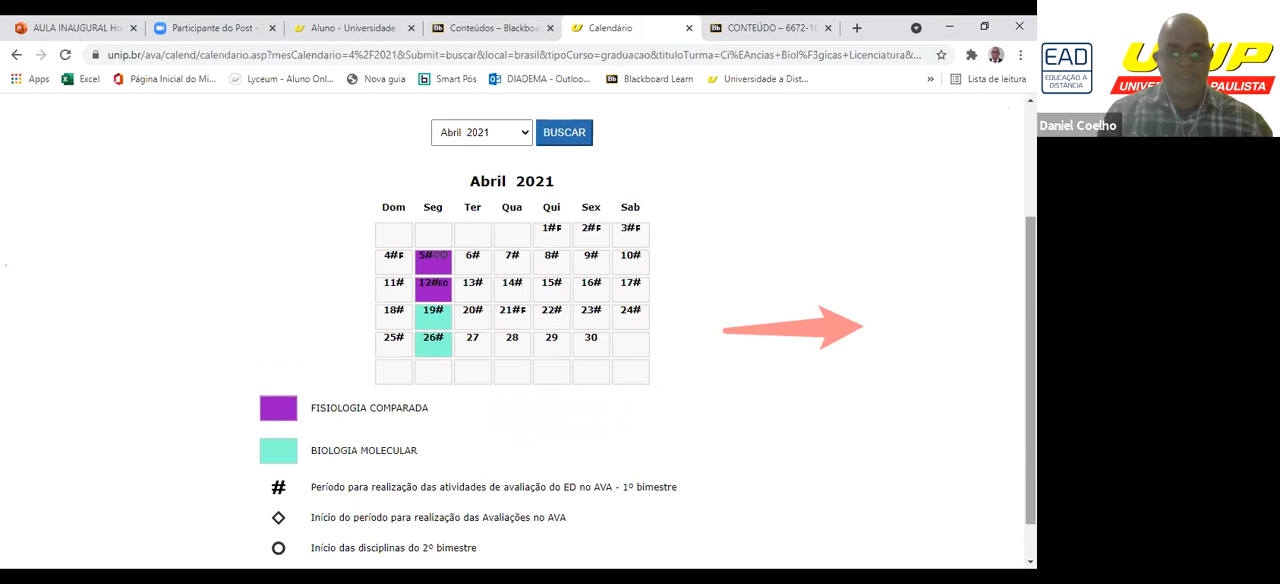 AULA INAUGURAL Ho
Participante do Post -
Aluno - Universidade
Conteúdos – Blackboa
Calendário
CONTEÚDO – 6672-10
unip.br/ava/calend/calendario.asp?mesCalendario=4%2F2021&Submit=buscar&local=brasil&tipoCurso=graduacao&tituloTurma=Ci%EAncias+Biol%F3gicas+Licenciatura&...
Apps
Excel
Página Inicial do Mi...
Lyceum - Aluno Onl...
Nova guia
Smart Pós
DIADEMA - Outloo...
Blackboard Learn
Universidade a Dist...
»
Lista de leitura
Abril 2021
BUSCAR
Abril 2021
Dom Seg Ter Qua Qui Sex Sab
1#F 2#F 3#F
4#F 5#◇○ 6# 7# 8# 9# 10#
11# 12#ED 13# 14# 15# 16# 17#
18# 19# 20# 21#F 22# 23# 24#
25# 26# 27 28 29 30
FISIOLOGIA COMPARADA
BIOLOGIA MOLECULAR
# Período para realização das atividades de avaliação do ED no AVA - 1º bimestre
◇ Início do período para realização das Avaliações no AVA
○ Início das disciplinas do 2º bimestre
EAD
EDUCAÇÃO A
DISTÂNCIA
Daniel Coelho